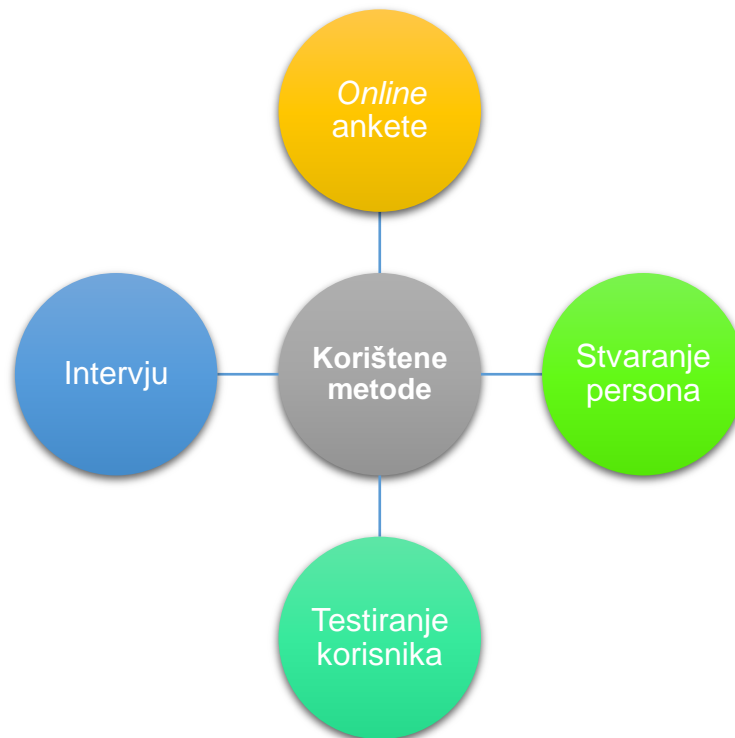 Online
ankete
Intervju
Korištene
metode
Stvaranje
persona
Testiranje
korisnika